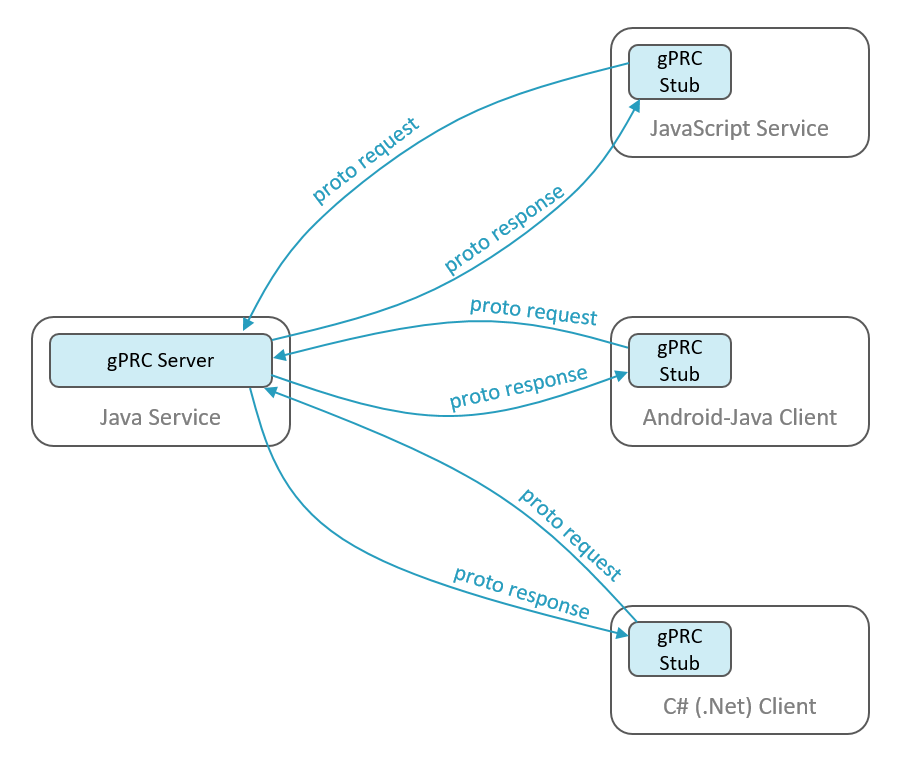 gPRC
Stub
JavaScript Service
proto request
proto response
proto request
gPRC Server
Java Service
gPRC
Stub
Android-Java Client
proto response
proto request
proto response
gPRC
Stub
C# (.Net) Client